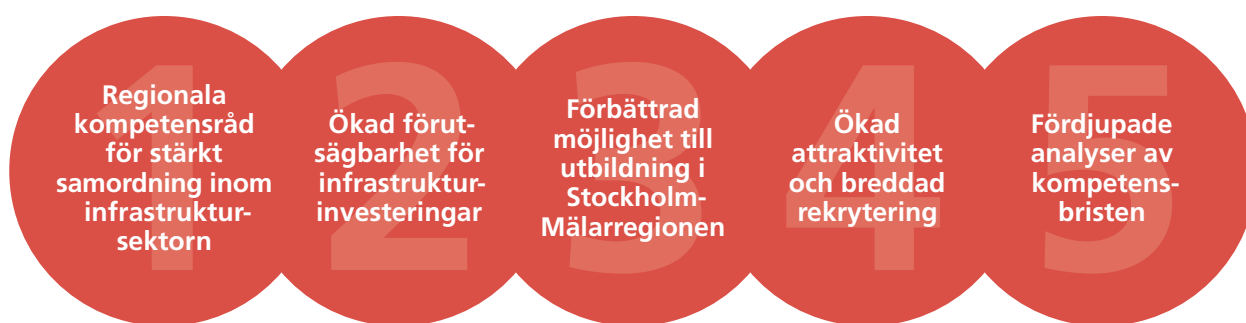 1
Regionala
kompetensråd
för stärkt
samordning inom
infrastruktur-
sektorn
2
Ökad förut-
sägbarhet för
infrastruktur-
investeringar
3
Förbättrad
möjlighet till
utbildning i
Stockholm-
Mälarregionen
4
Ökad
attraktivitet
och breddad
rekrytering
5
Fördjupade
analyser av
kompetens-
bristen